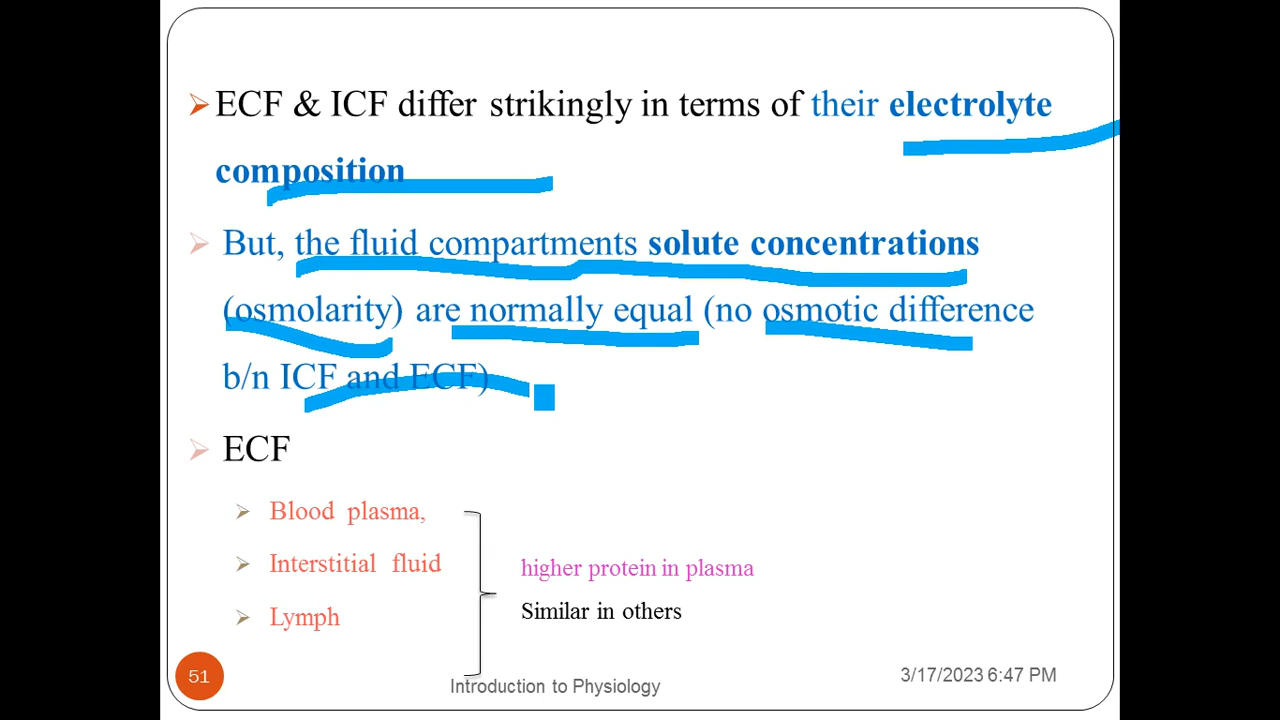 ECF & ICF differ strikingly in terms of their electrolyte
composition
But, the fluid compartments solute concentrations
(osmolarity) are normally equal (no osmotic difference
b/n ICF and ECF)
ECF
Blood plasma,
Interstitial fluid
Lymph
higher protein in plasma
Similar in others
51
Introduction to Physiology
3/17/2023 6:47 PM